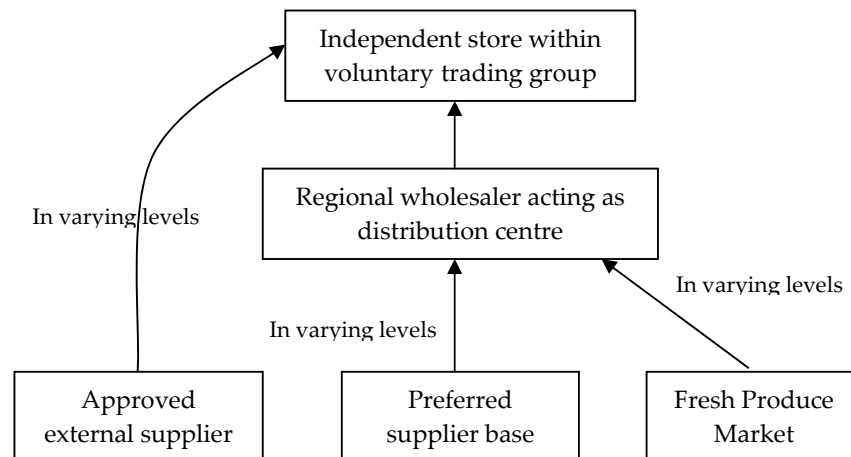 Independent store within
voluntary trading group
Regional wholesaler acting as
distribution centre
In varying levels
In varying levels
In varying levels
Approved
external supplier
Preferred
supplier base
Fresh Produce
Market